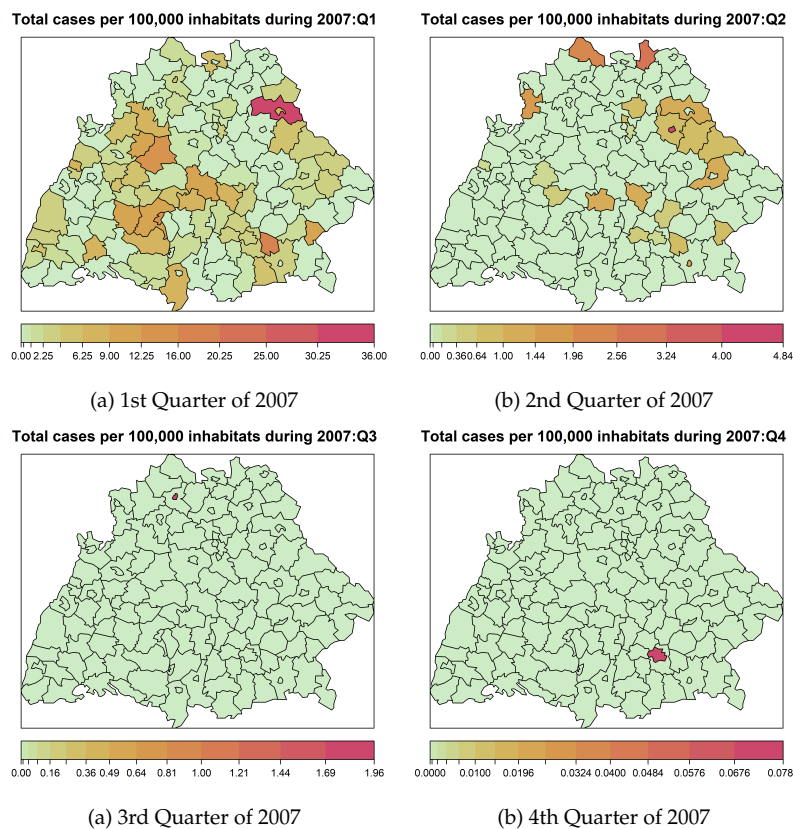 Total cases per 100,000 inhabitats during 2007:Q1
Total cases per 100,000 inhabitats during 2007:Q2
0.00 2.25 6.25 9.00 12.25 16.00 20.25 25.00 30.25 36.00
0.00 0.36 0.64 1.00 1.44 1.96 2.56 3.24 4.00 4.84
(a) 1st Quarter of 2007
(b) 2nd Quarter of 2007
Total cases per 100,000 inhabitats during 2007:Q3
Total cases per 100,000 inhabitats during 2007:Q4
0.00 0.16 0.36 0.49 0.64 0.81 1.00 1.21 1.44 1.69 1.96
0.0000 0.0100 0.0196 0.0324 0.0400 0.0484 0.0576 0.0676 0.078
(a) 3rd Quarter of 2007
(b) 4th Quarter of 2007